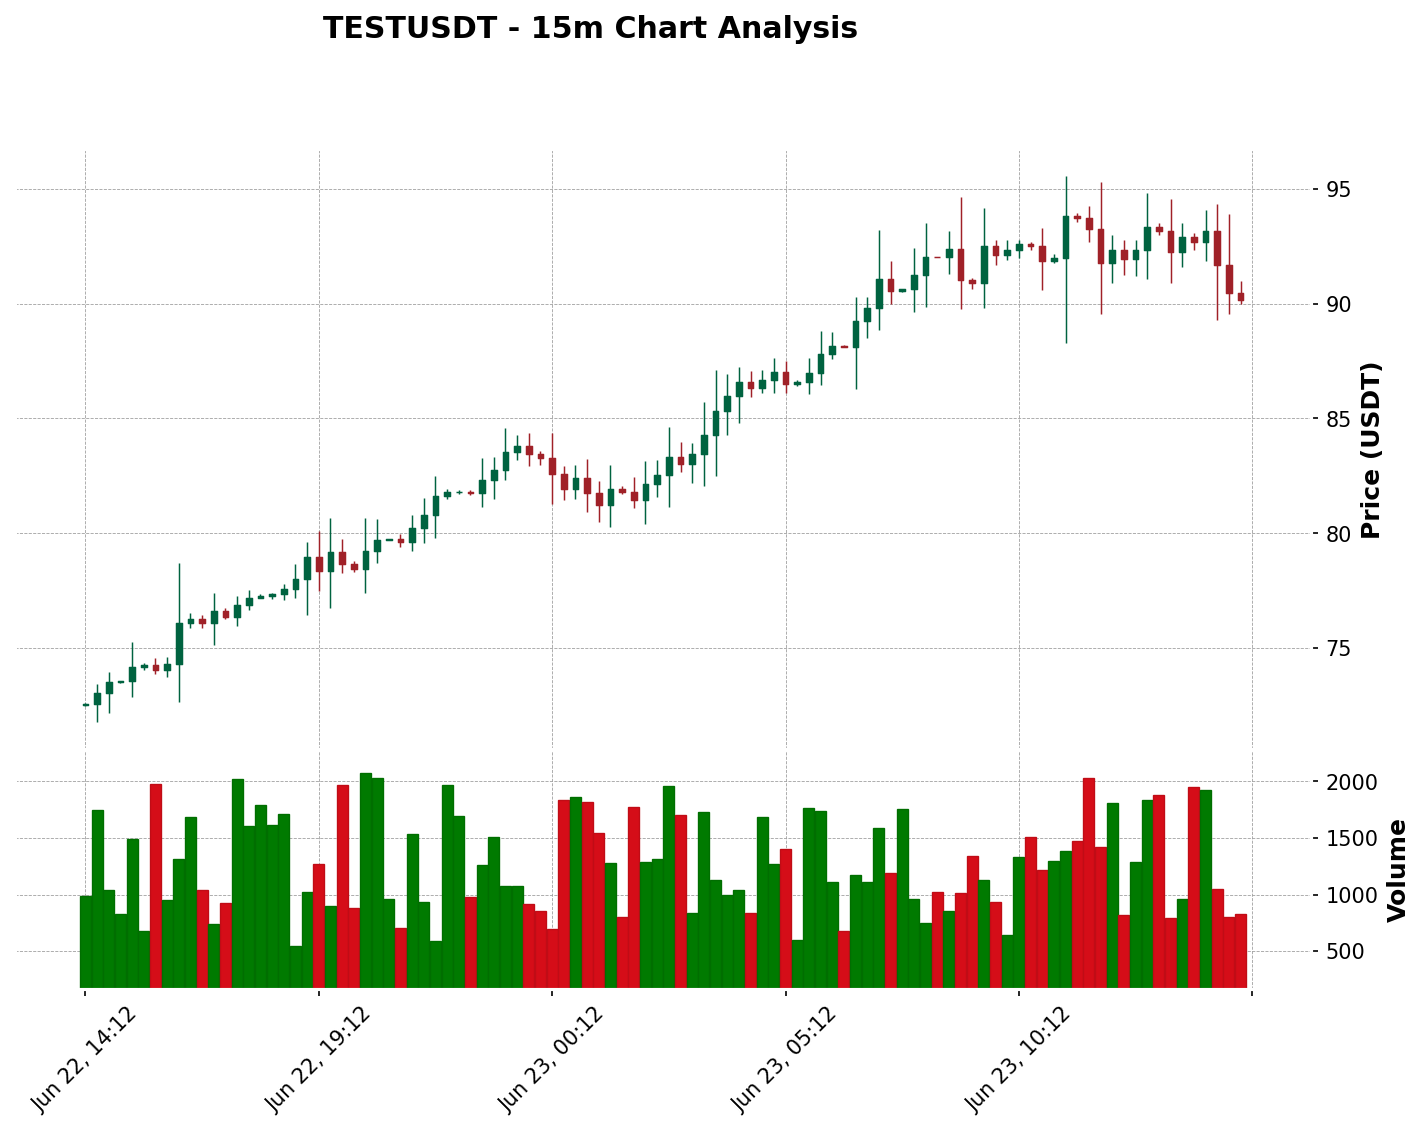 TESTUSDT - 15m Chart Analysis
95
90
85
80
75
Price (USDT)
2000
1500
1000
500
Volume
Jun 22, 14:12
Jun 22, 19:12
Jun 23, 00:12
Jun 23, 05:12
Jun 23, 10:12